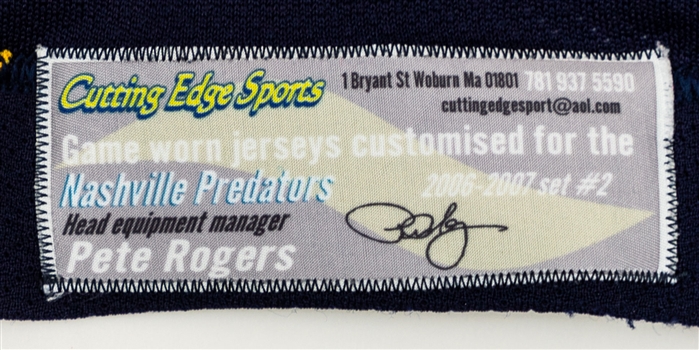 Cutting Edge Sports
1 Bryant St Woburn Ma 01801 781 937 5590
cuttingedgesport@aol.com
Game worn jerseys customised for the
Nashville Predators 2006-2007 set #2
Head equipment manager
Pete Rogers